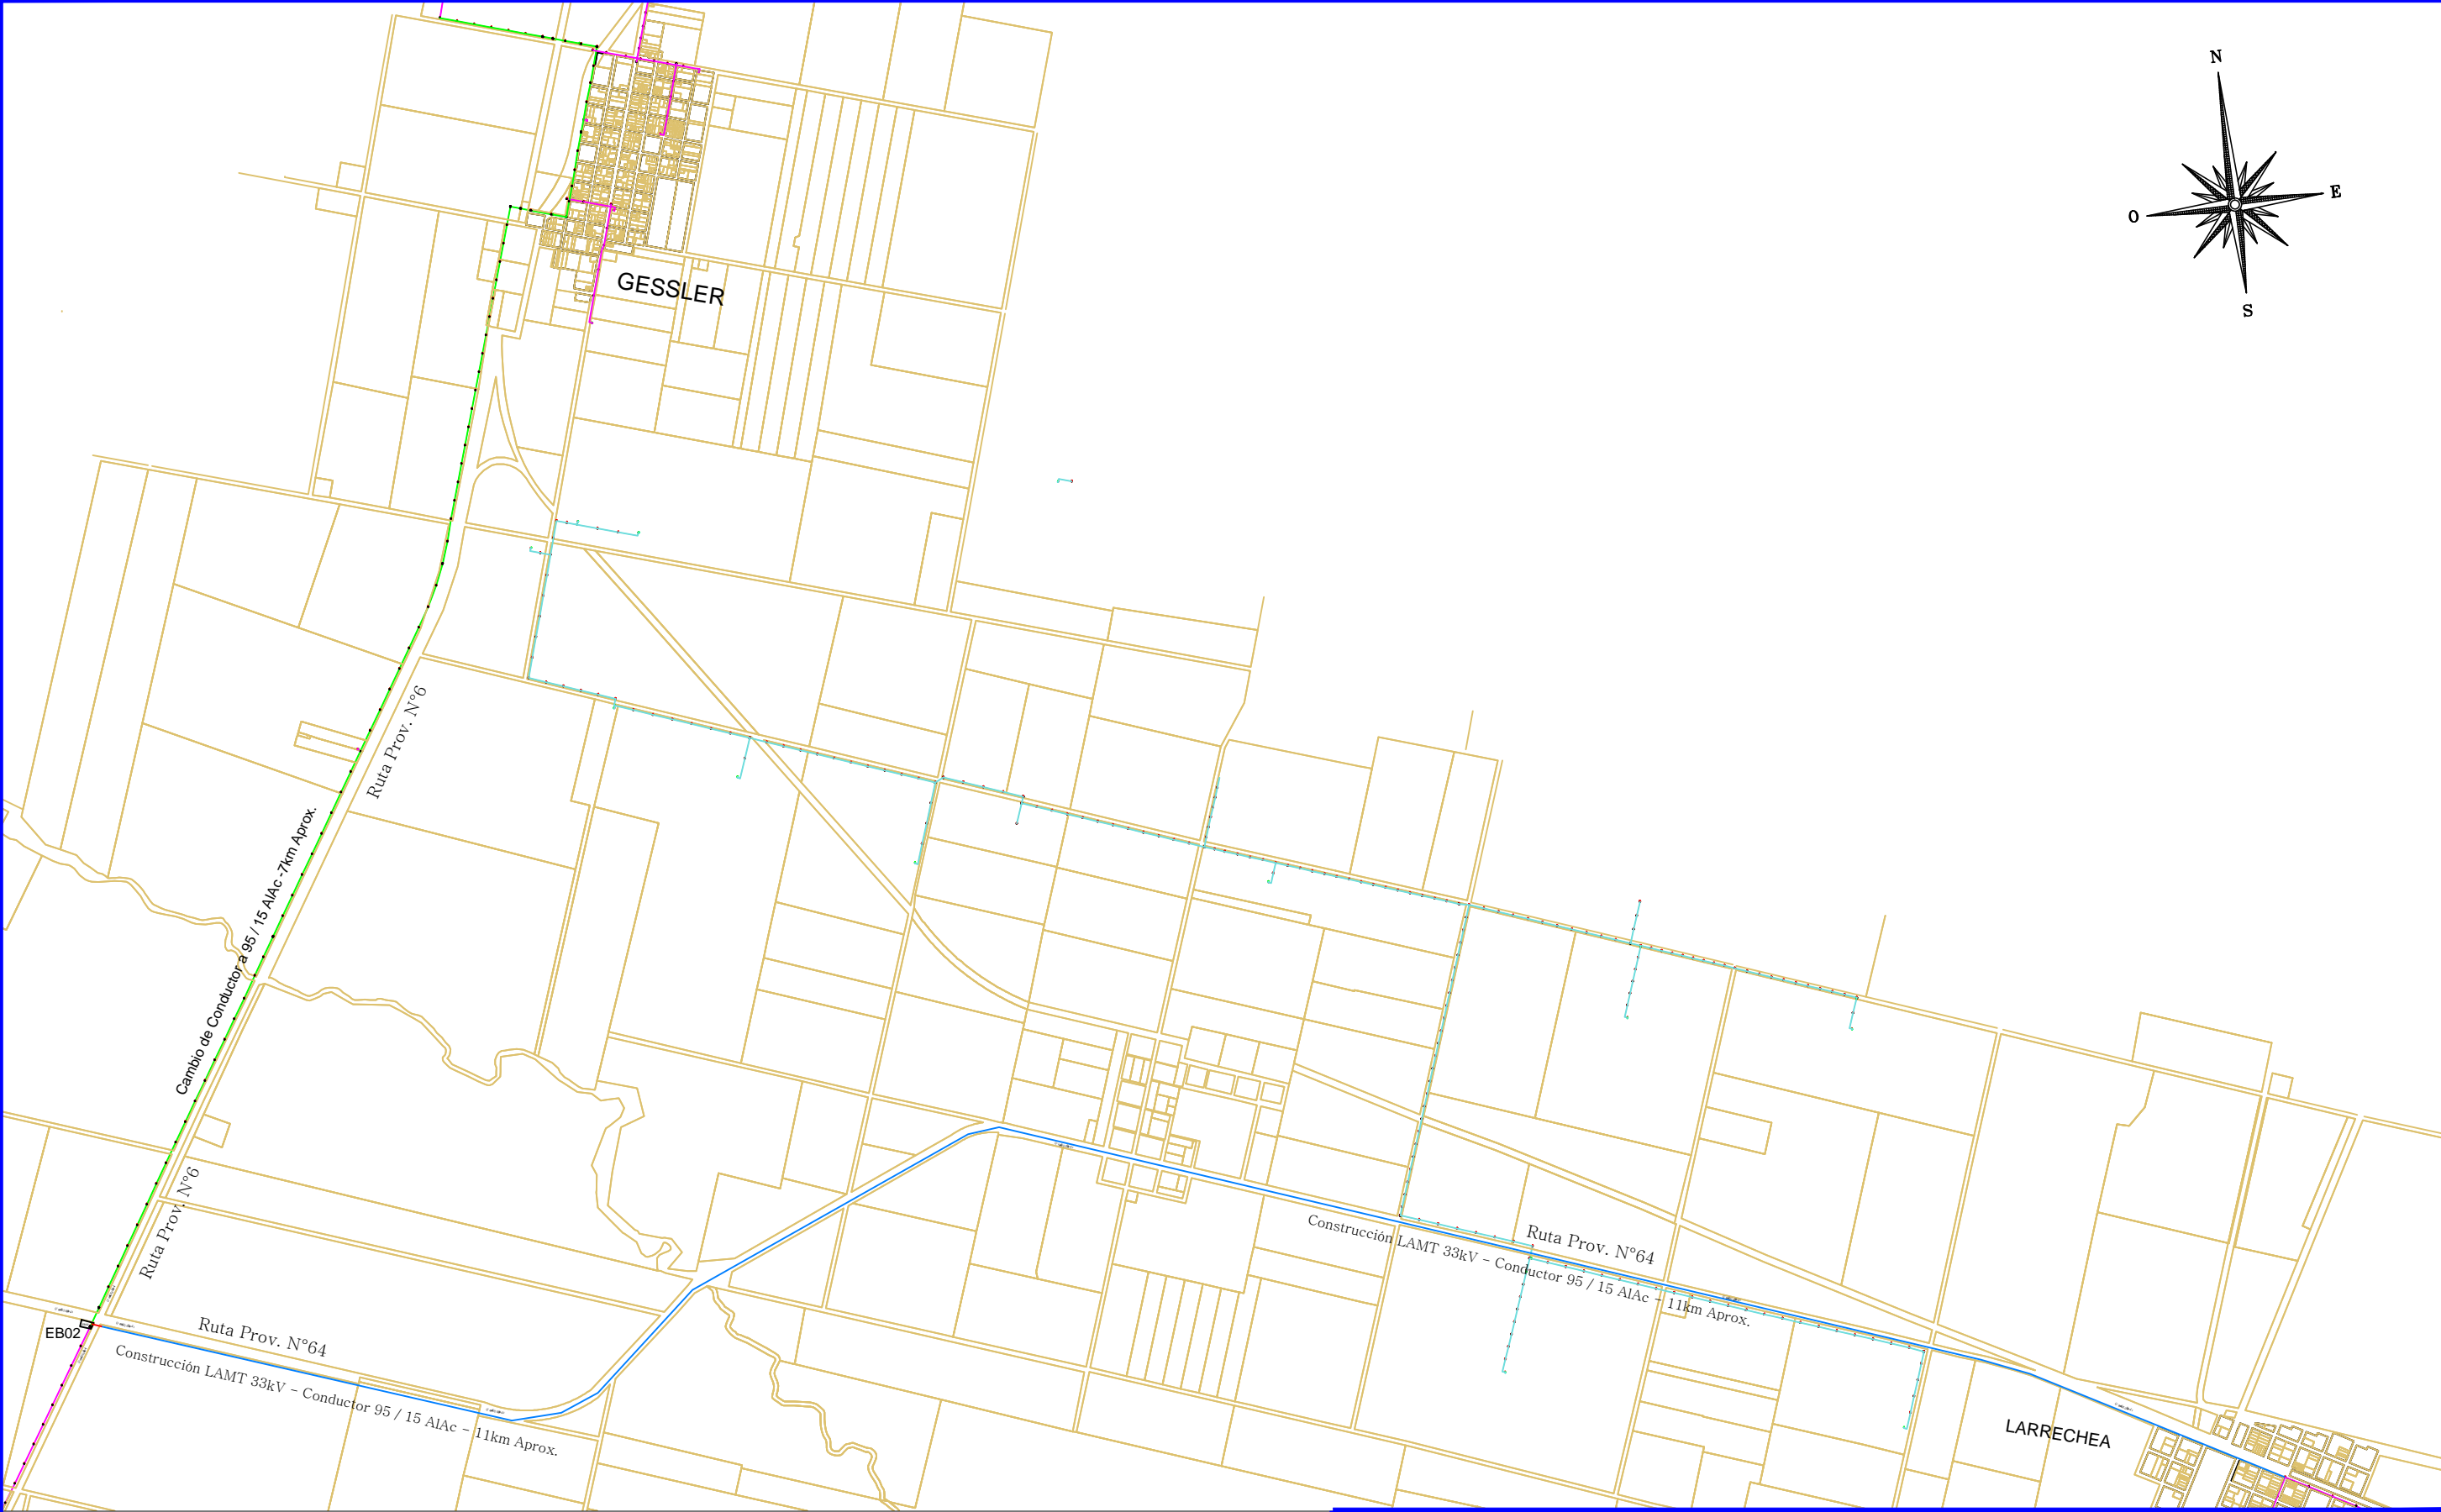 N
E
O
S
GESSLER
Ruta Prov. N°6
Cambio de Conductor a 95 / 15 AlAc -7km Aprox.
Ruta Prov. N°6
Ruta Prov. N°64
Construcción LAMT 33kV - Conductor 95 / 15 AlAc - 11km Aprox.
EB02
Ruta Prov. N°64
Construcción LAMT 33kV - Conductor 95 / 15 AlAc - 11km Aprox.
LARRECHEA